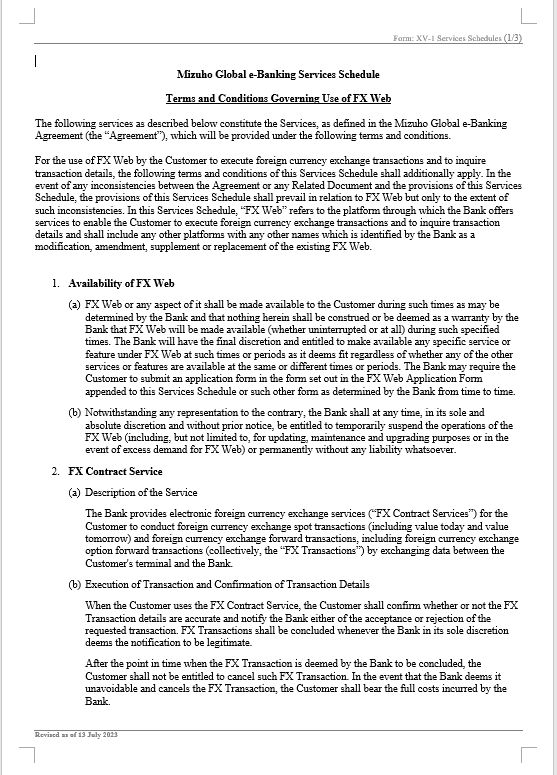 Form: XV-1 Services Schedules (1/3)
Mizuho Global e-Banking Services Schedule
Terms and Conditions Governing Use of FX Web
The following services as described below constitute the Services, as defined in the Mizuho Global e-Banking
Agreement (the “Agreement”), which will be provided under the following terms and conditions.
For the use of FX Web by the Customer to execute foreign currency exchange transactions and to inquire
transaction details, the following terms and conditions of this Services Schedule shall additionally apply. In the
event of any inconsistencies between the Agreement or any Related Document and the provisions of this Services
Schedule, the provisions of this Services Schedule shall prevail in relation to FX Web but only to the extent of
such inconsistencies. In this Services Schedule, “FX Web” refers to the platform through which the Bank offers
services to enable the Customer to execute foreign currency exchange transactions and to inquire transaction
details and shall include any other platforms with any other names which is identified by the Bank as a
modification, amendment, supplement or replacement of the existing FX Web.
1. Availability of FX Web
(a) FX Web or any aspect of it shall be made available to the Customer during such times as may be
determined by the Bank and that nothing herein shall be construed or be deemed as a warranty by the
Bank that FX Web will be made available (whether uninterrupted or at all) during such specified
times. The Bank will have the final discretion and entitled to make available any specific service or
feature under FX Web at such times or periods as it deems fit regardless of whether any of the other
services or features are available at the same or different times or periods. The Bank may require the
Customer to submit an application form in the form set out in the FX Web Application Form
appended to this Services Schedule or such other form as determined by the Bank from time to time.
(b) Notwithstanding any representation to the contrary, the Bank shall at any time, in its sole and
absolute discretion and without prior notice, be entitled to temporarily suspend the operations of the
FX Web (including, but not limited to, for updating, maintenance and upgrading purposes or in the
event of excess demand for FX Web) or permanently without any liability whatsoever.
2. FX Contract Service
(a) Description of the Service
The Bank provides electronic foreign currency exchange services (“FX Contract Services”) for the
Customer to conduct foreign currency exchange spot transactions (including value today and value
tomorrow) and foreign currency exchange forward transactions, including foreign currency exchange
option forward transactions (collectively, the “FX Transactions”) by exchanging data between the
Customer's terminal and the Bank.
(b) Execution of Transaction and Confirmation of Transaction Details
When the Customer uses the FX Contract Service, the Customer shall confirm whether or not the FX
Transaction details are accurate and notify the Bank either of the acceptance or rejection of the
requested transaction. FX Transactions shall be concluded whenever the Bank in its sole discretion
deems the notification to be legitimate.
After the point in time when the FX Transaction is deemed by the Bank to be concluded, the
Customer shall not be entitled to cancel such FX Transaction. In the event that the Bank deems it
unavoidable and cancels the FX Transaction, the Customer shall bear the full costs incurred by the
Bank.
Revised as of 13 July 2023